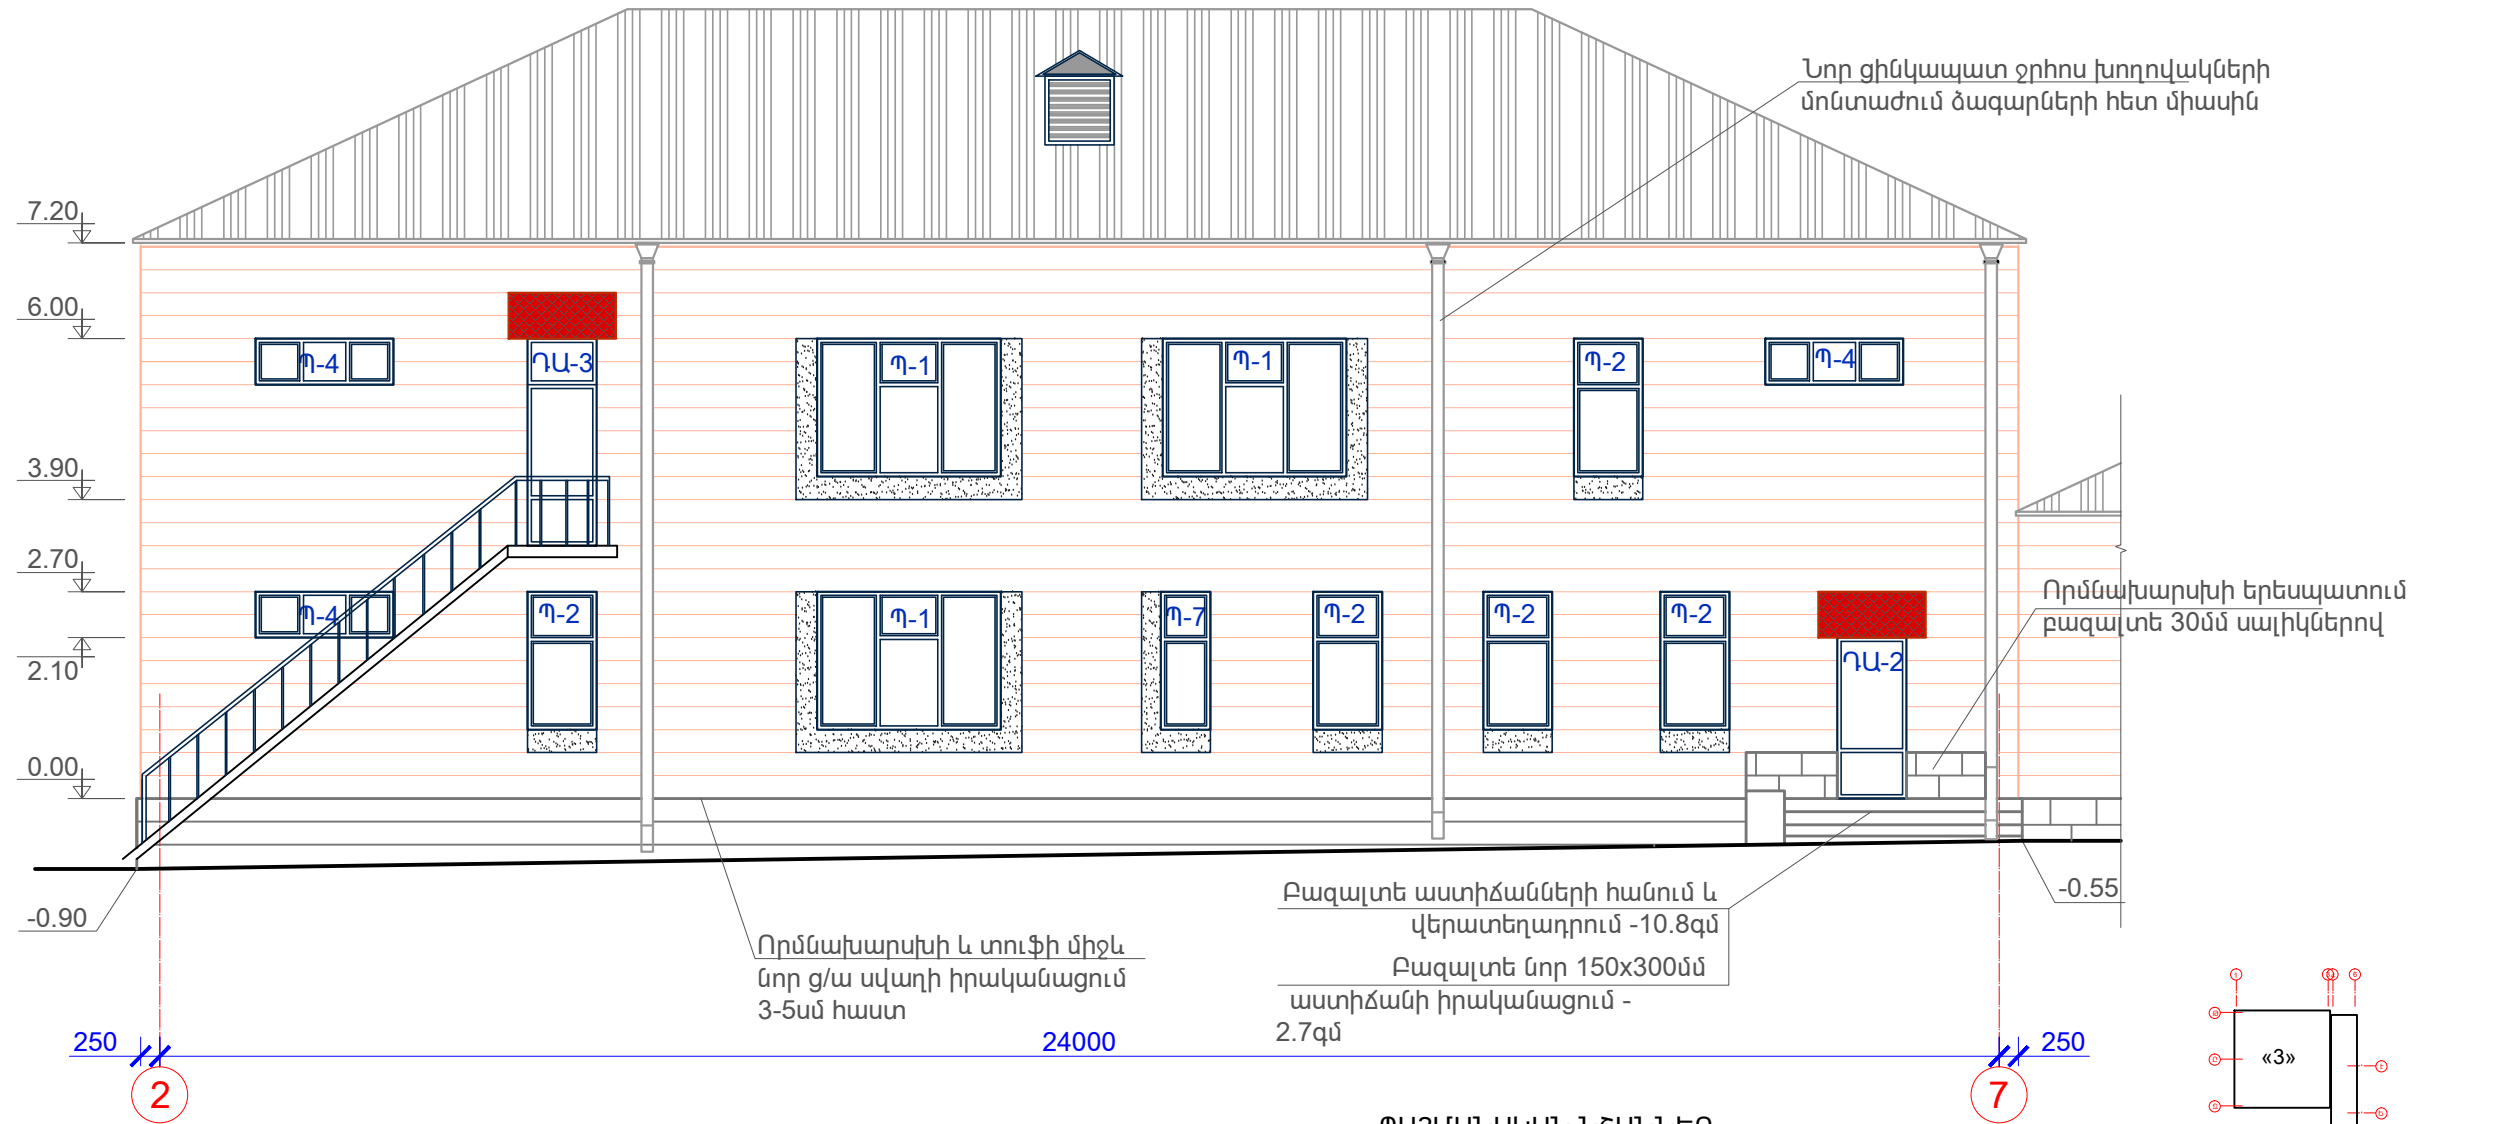 Նոր ցինկապատ ջրհոս խողովակների
մոնտաժում ձագարների հետ միասին
7.20
6.00
3.90
2.70
2.10
0.00
-0.90
Պ-4
ԴԱ-3
Պ-1
Պ-1
Պ-2
Պ-4
Պ-4
Պ-2
Պ-1
Պ-7
Պ-2
Պ-2
Պ-2
ԴԱ-2
Որմնախարսխի երեսպատում
բազալտե 30մմ սալիկներով
-0.55
Բազալտե աստիճանների հանում և
վերատեղադրում -10.8գմ
Բազալտե նոր 150x300մմ
աստիճանի իրականացում -
2.7գմ
Որմնախարսխի և տուֆի միջև
նոր ց/ա սվաղի իրականացում
3-5սմ հաստ
250
24000
250
2
7
«3»